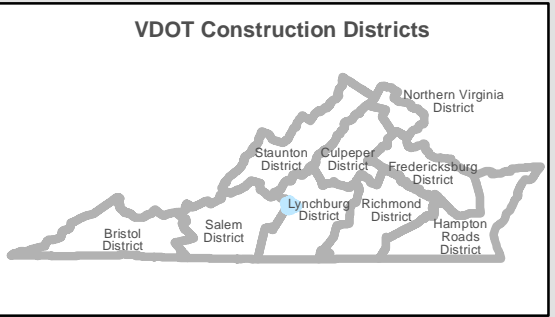 VDOT Construction Districts
Northern Virginia
District
Staunton
District
Culpeper
District
Fredericksburg
District
Lynchburg
District
Richmond
District
Hampton
Roads
District
Salem
District
Bristol
District